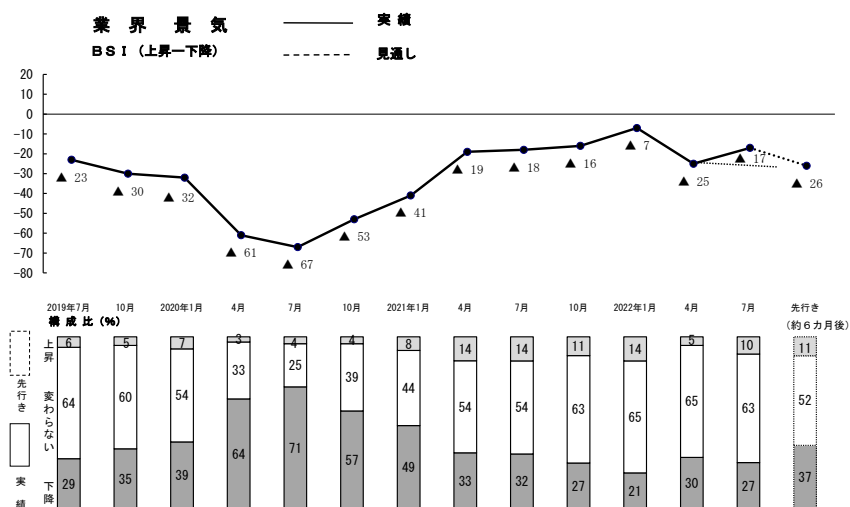 業界景気
実績
ＢＳＩ（上昇ー下降）
見通し
20
10
0
-10
-20
-30
-40
-50
-60
-70
-80
▲ 23
▲ 30
▲ 32
▲ 61
▲ 67
▲ 53
▲ 41
▲ 19
▲ 18
▲ 16
▲ 7
▲ 25
▲ 17
▲ 26
2019年7月 10月 2020年1月 4月 7月 10月 2021年1月 4月 7月 10月 2022年1月 4月 7月 先行き
(約６カ月後)
構成比(%)
上昇
6 5 7 3 4 4 8 14 14 11 14 5 10 11
変わらない
64 60 54 33 25 39 44 54 54 63 65 65 63 52
下降
29 35 39 64 71 57 49 33 32 27 21 30 27 37
先行き
実績